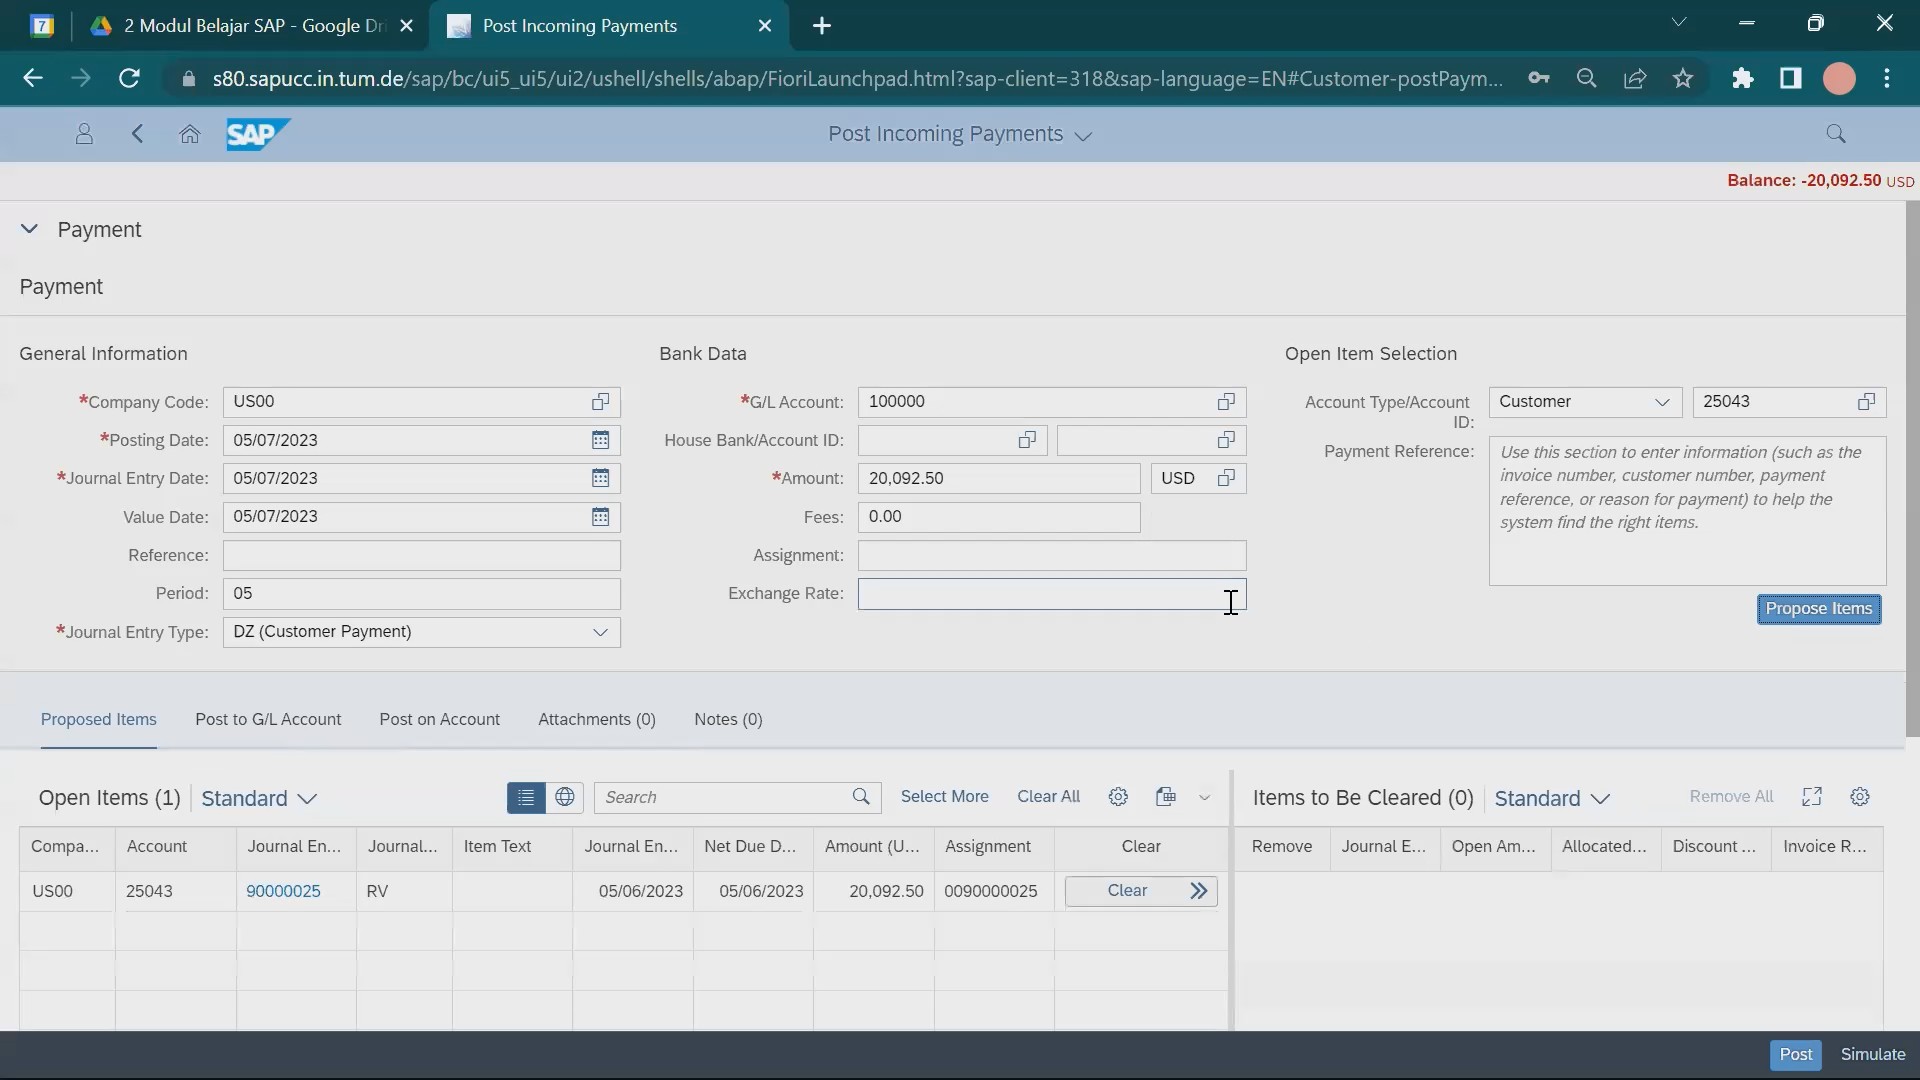 7
2 Modul Belajar SAP - Google Dri
Post Incoming Payments
s80.sapucc.in.tum.de/sap/bc/ui5_ui5/ui2/ushell/shells/abap/FioriLaunchpad.html?sap-client=318&sap-language=EN#Customer-postPaym...
SAP
Post Incoming Payments
Balance: -20,092.50 USD
Payment
Payment
General Information
*Company Code: US00
*Posting Date: 05/07/2023
*Journal Entry Date: 05/07/2023
Value Date: 05/07/2023
Reference:
Period: 05
*Journal Entry Type: DZ (Customer Payment)
Bank Data
*G/L Account: 100000
House Bank/Account ID:
*Amount: 20,092.50 USD
Fees: 0.00
Assignment:
Exchange Rate:
Open Item Selection
Account Type/Account Customer 25043
ID:
Payment Reference:
Use this section to enter information (such as the
invoice number, customer number, payment
reference, or reason for payment) to help the
system find the right items.
Propose Items
Proposed Items Post to G/L Account Post on Account Attachments (0) Notes (0)
Open Items (1) Standard Search Select More Clear All
Compa... Account Journal En... Journal... Item Text Journal En... Net Due D... Amount (U... Assignment Clear
US00 25043 90000025 RV 05/06/2023 05/06/2023 20,092.50 0090000025 Clear
Items to Be Cleared (0) Standard Remove All
Remove Journal E... Open Am... Allocated... Discount ... Invoice R...
Post Simulate